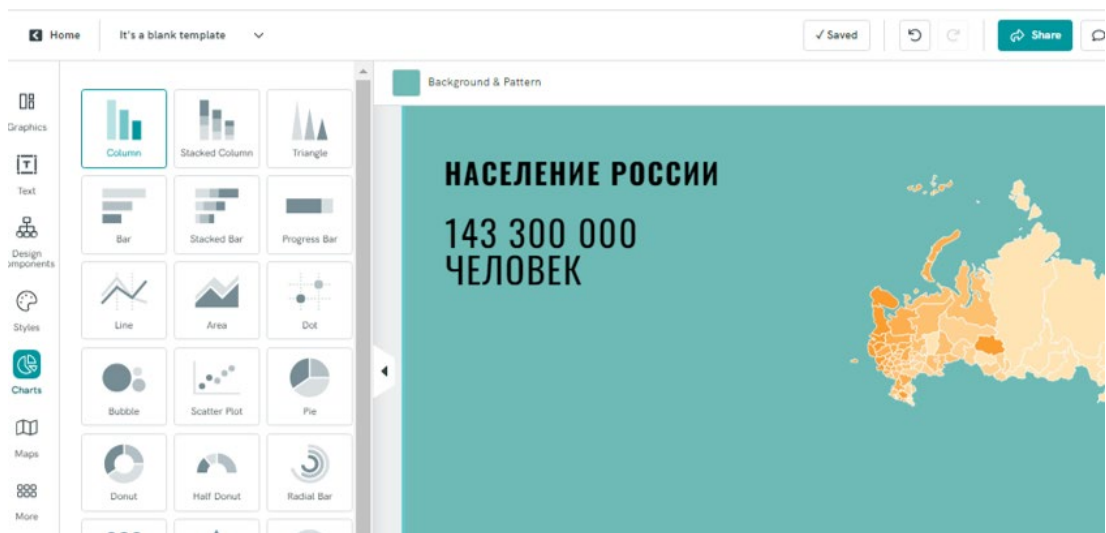 Home
It's a blank template
✓ Saved
Share
Background & Pattern
Graphics
Text
Design
Components
Styles
Charts
Maps
More
Column
Stacked Column
Triangle
Bar
Stacked Bar
Progress Bar
Line
Area
Dot
Bubble
Scatter Plot
Pie
Donut
Half Donut
Radial Bar
НАСЕЛЕНИЕ РОССИИ
143 300 000
ЧЕЛОВЕК